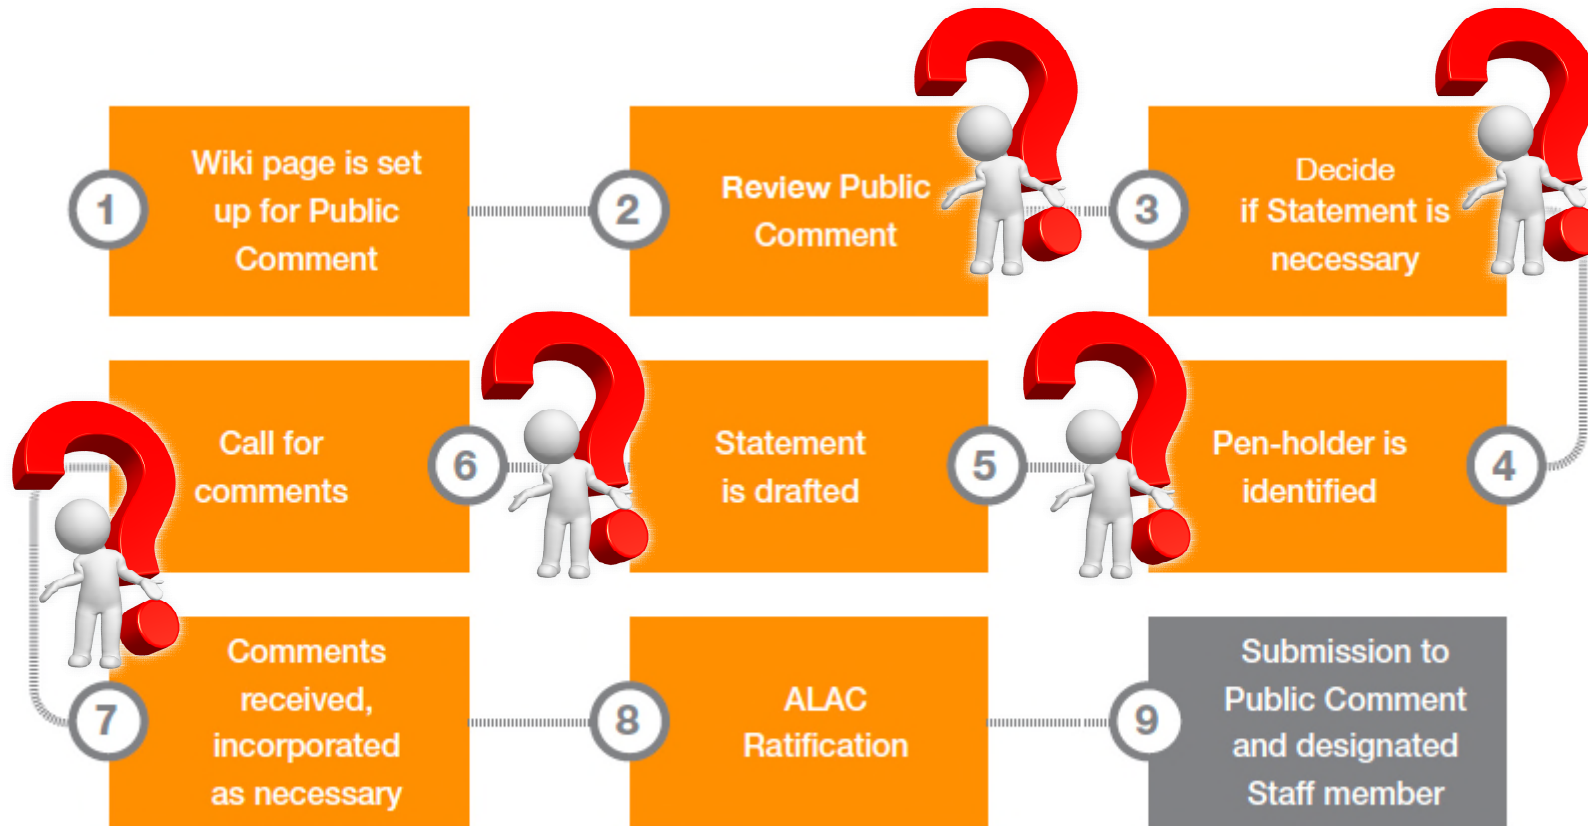 1
Wiki page is set
up for Public
Comment
2
Review Public
Comment
3
Decide
if Statement is
necessary
4
Pen-holder is
identified
5
Statement
is drafted
6
Call for
comments
7
Comments
received,
incorporated
as necessary
8
ALAC
Ratification
9
Submission to
Public Comment
and designated
Staff member